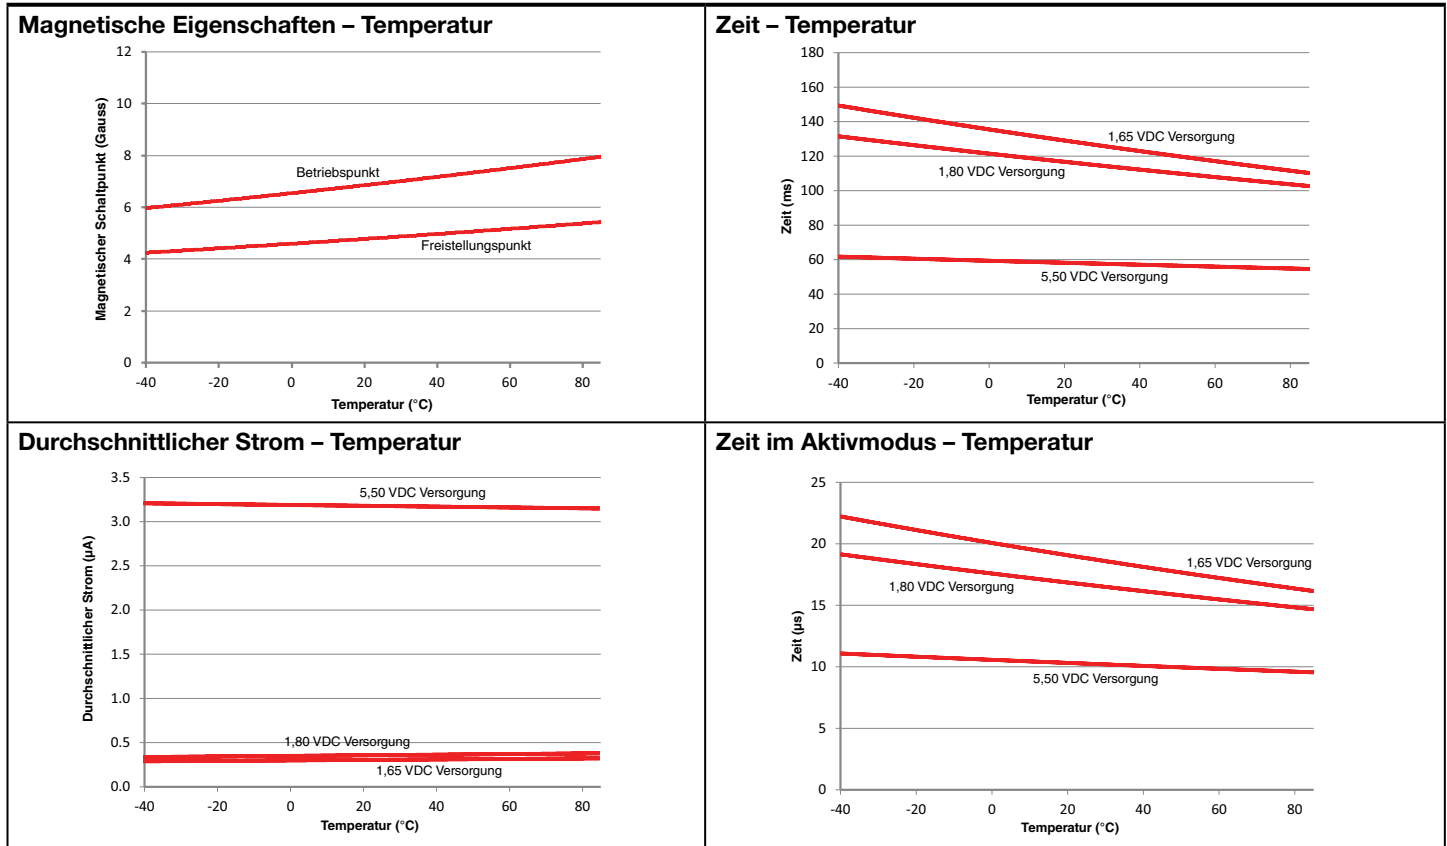 Magnetische Eigenschaften – Temperatur
12
10
8
6
4
2
0
Magnetischer Schaltpunkt (Gauss)
Betriebspunkt
Freistellungspunkt
-40 -20 0 20 40 60 80
Temperatur (°C)
Zeit – Temperatur
180
160
140
120
100
80
60
40
20
0
Zeit (ms)
1,65 VDC Versorgung
1,80 VDC Versorgung
5,50 VDC Versorgung
-40 -20 0 20 40 60 80
Temperatur (°C)
Durchschnittlicher Strom – Temperatur
3.5
3.0
2.5
2.0
1.5
1.0
0.5
0.0
Durchschnittlicher Strom (µA)
5,50 VDC Versorgung
1,80 VDC Versorgung
1,65 VDC Versorgung
-40 -20 0 20 40 60 80
Temperatur (°C)
Zeit im Aktivmodus – Temperatur
25
20
15
10
5
0
Zeit (µs)
1,65 VDC Versorgung
1,80 VDC Versorgung
5,50 VDC Versorgung
-40 -20 0 20 40 60 80
Temperatur (°C)